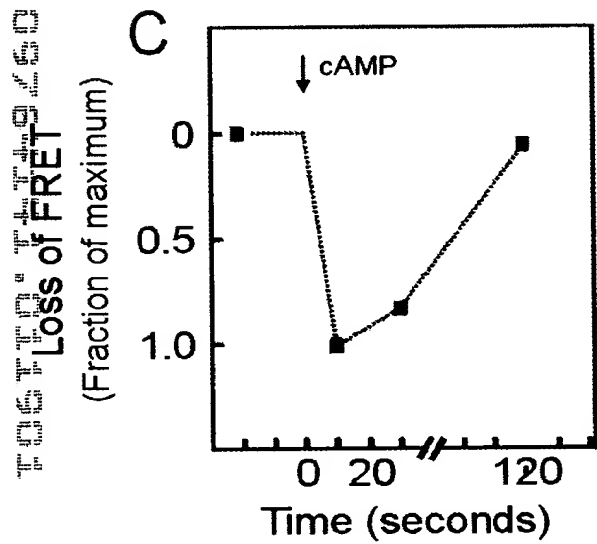 C
cAMP
0
0.5
1.0
Loss of FRET
(Fraction of maximum)
0 20 120
Time (seconds)